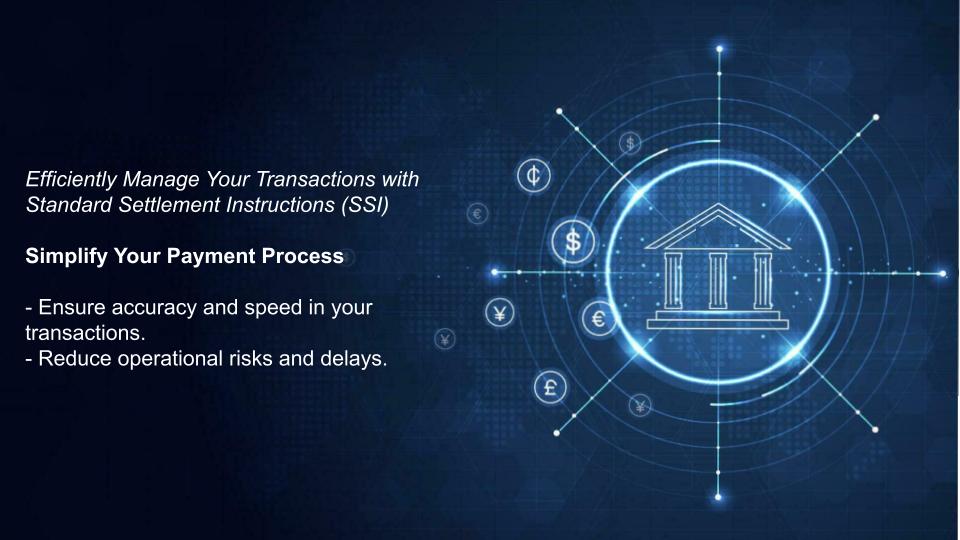 Efficiently Manage Your Transactions with
Standard Settlement Instructions (SSI)
Simplify Your Payment Process
- Ensure accuracy and speed in your
transactions.
- Reduce operational risks and delays.
$
¢
€
$
¥
€
¥
£
¥